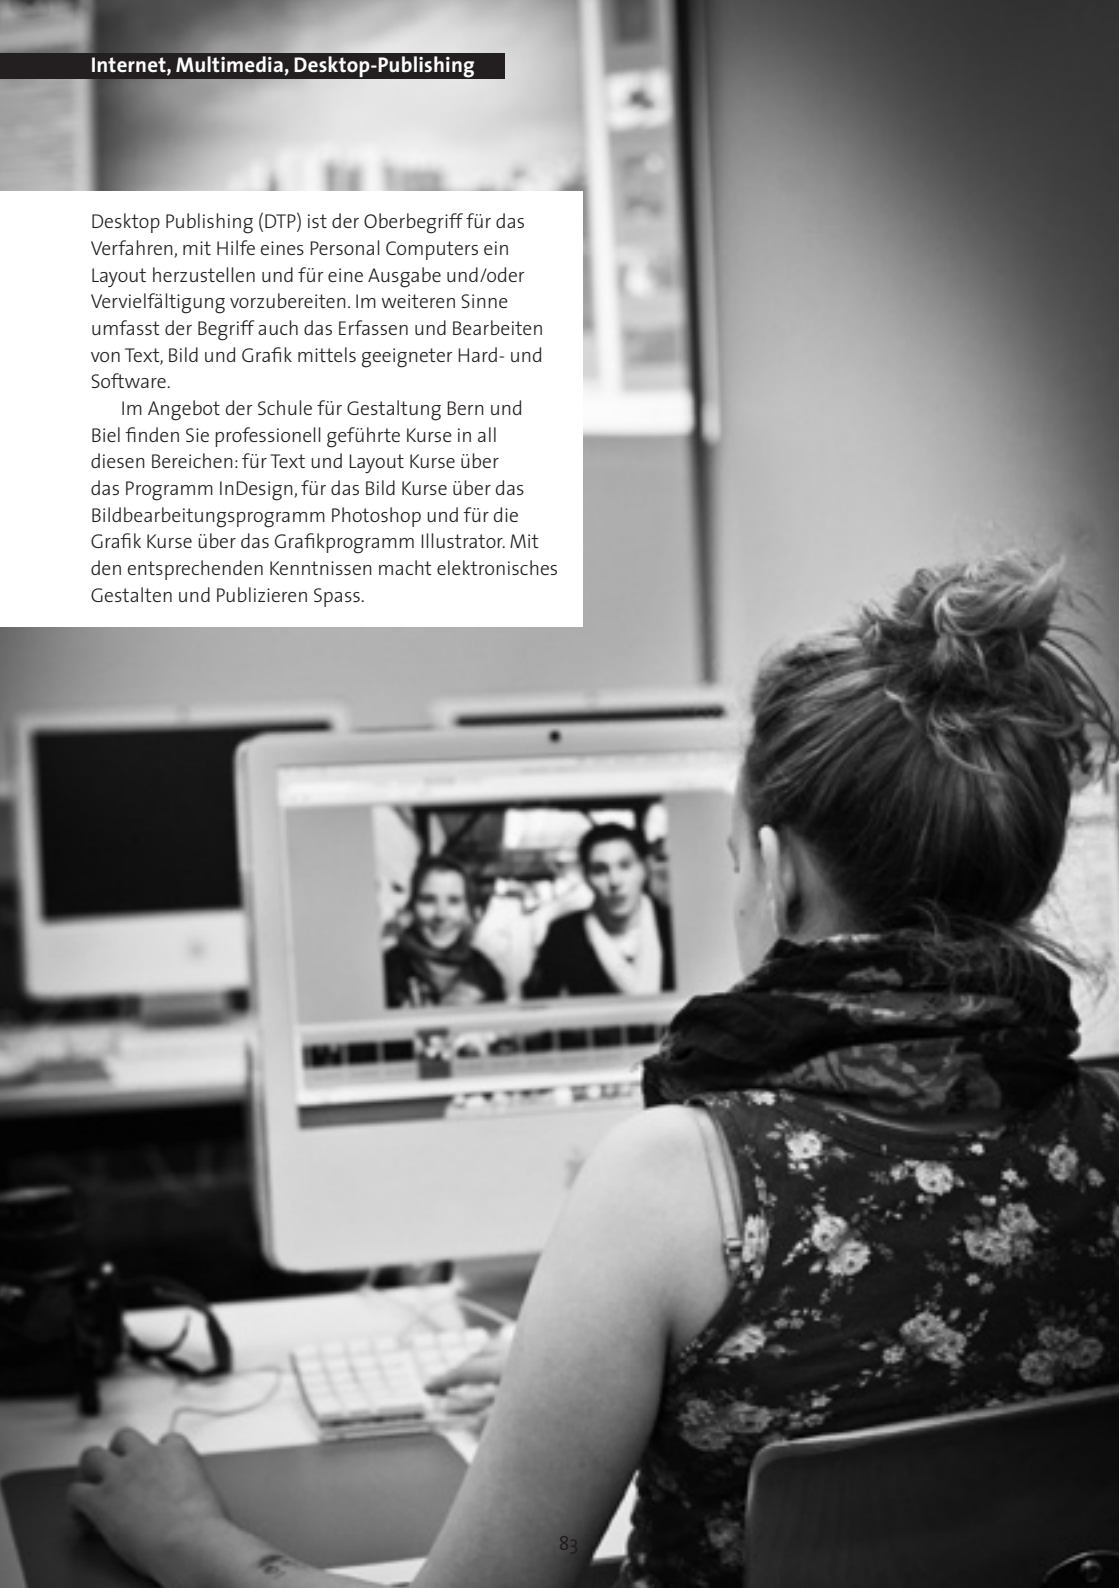 Internet, Multimedia, Desktop-Publishing
Desktop Publishing (DTP) ist der Oberbegriff für das
Verfahren, mit Hilfe eines Personal Computers ein
Layout herzustellen und für eine Ausgabe und/oder
Vervielfältigung vorzubereiten. Im weiteren Sinne
umfasst der Begriff auch das Erfassen und Bearbeiten
von Text, Bild und Grafik mittels geeigneter Hard- und
Software.
Im Angebot der Schule für Gestaltung Bern und
Biel finden Sie professionell geführte Kurse in all
diesen Bereichen: für Text und Layout Kurse über
das Programm InDesign, für das Bild Kurse über das
Bildbearbeitungsprogramm Photoshop und für die
Grafik Kurse über das Grafikprogramm Illustrator. Mit
den entsprechenden Kenntnissen macht elektronisches
Gestalten und Publizieren Spass.
83